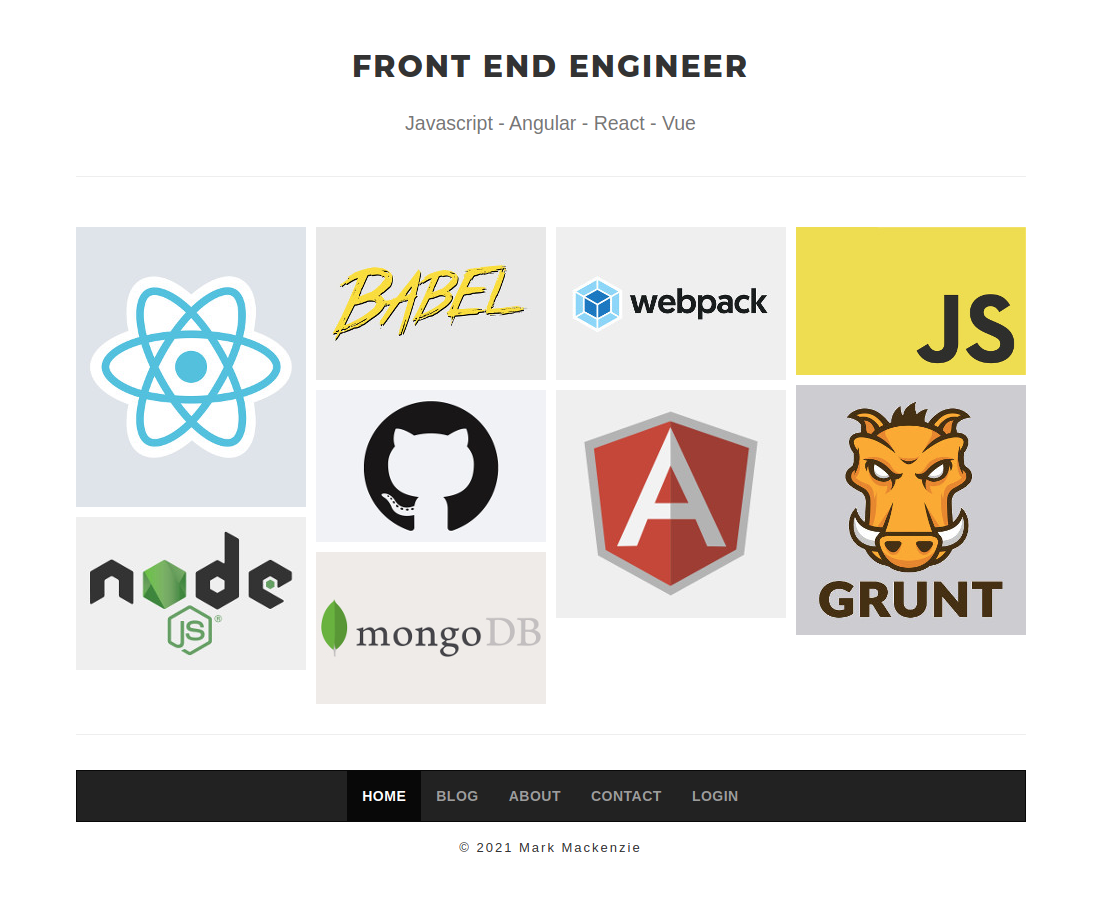 FRONT END ENGINEER
Javascript - Angular - React - Vue
BABEL
webpack
JS
A
node
JS®
mongoDB
GRUNT
HOME BLOG ABOUT CONTACT LOGIN
© 2021 Mark Mackenzie